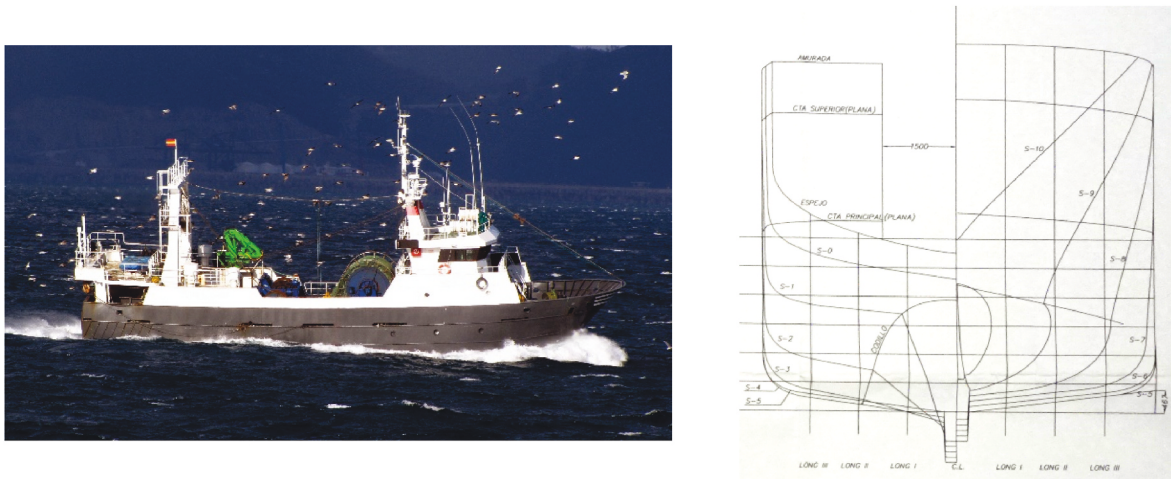 AMURADA
CTA SUPERIOR(PLANA)
1500
S-10
S-9
ESPEJO
CTA PRINCIPAL(PLANA)
S-0
S-8
S-1
CODILLO
S-2
S-7
S-3
S-6
S-4
S-5
S-5
LONG III
LONG II
LONG I
C.L.
LONG I
LONG II
LONG III